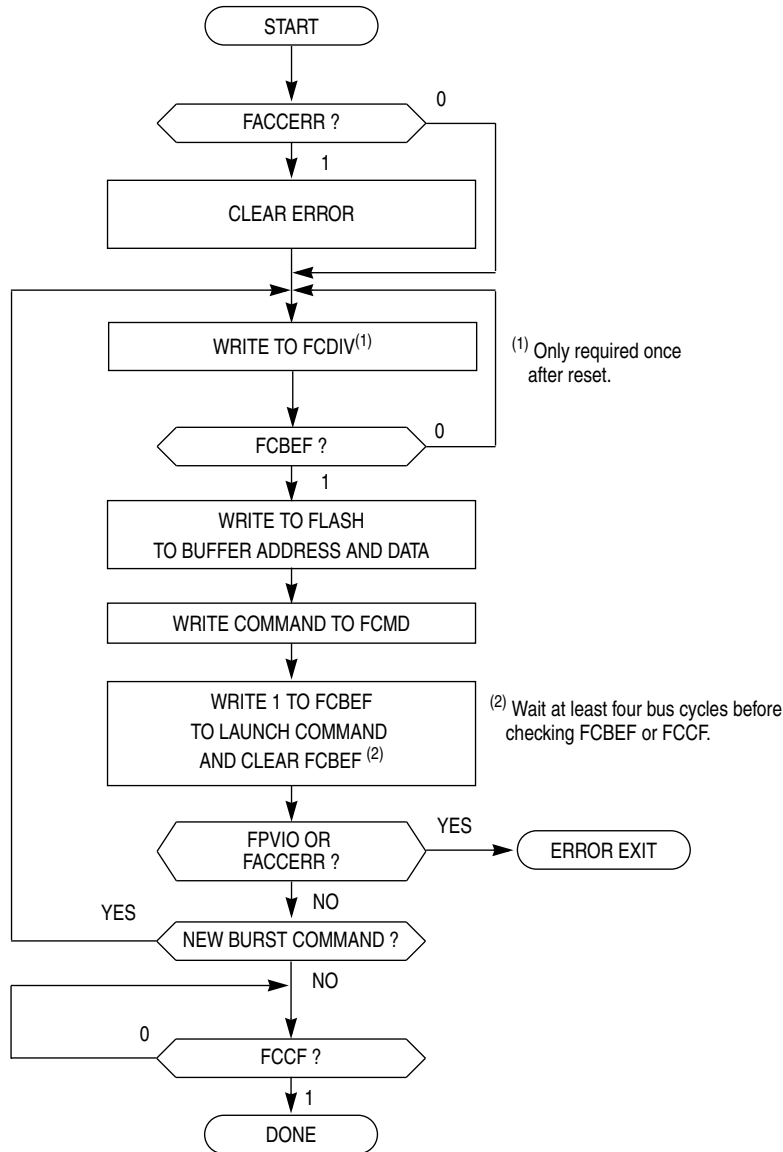 START
FACCERR ?
0
1
CLEAR ERROR
WRITE TO FCDIV(1)
(1) Only required once
after reset.
FCBEF ?
0
1
WRITE TO FLASH
TO BUFFER ADDRESS AND DATA
WRITE COMMAND TO FCMD
WRITE 1 TO FCBEF
TO LAUNCH COMMAND
AND CLEAR FCBEF (2)
(2) Wait at least four bus cycles before
checking FCBEF or FCCF.
FPVIO OR
FACCERR ?
YES
ERROR EXIT
NO
YES
NEW BURST COMMAND ?
NO
0
FCCF ?
1
DONE